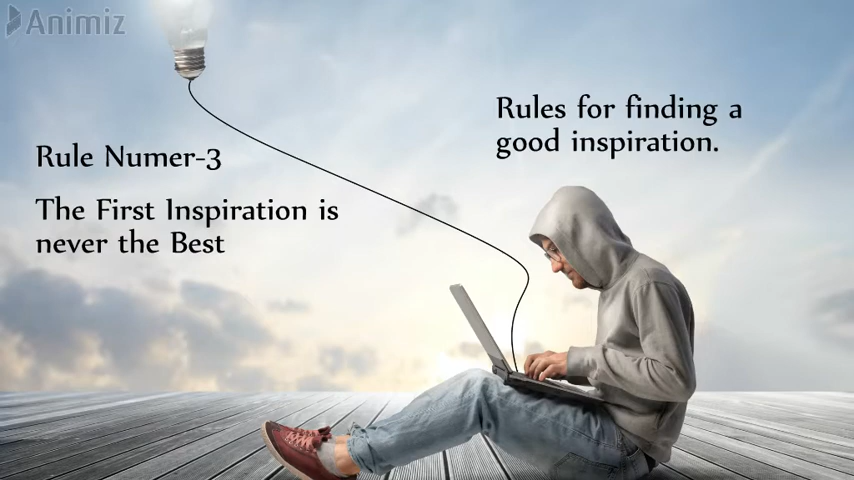 Animiz
Rules for finding a
good inspiration.
Rule Numer-3
The First Inspiration is
never the Best